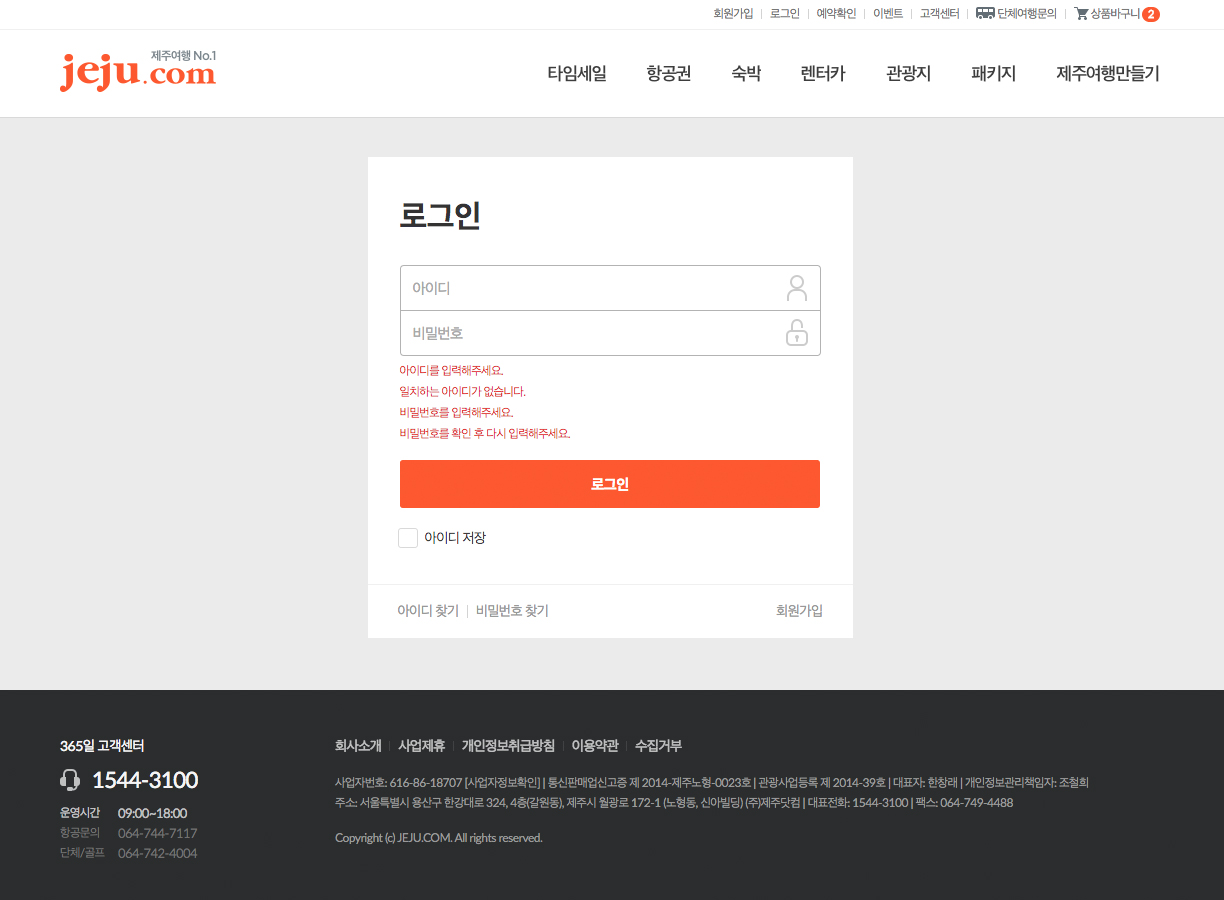 회원가입 | 로그인 | 예약확인 | 이벤트 | 고객센터 | 단체여행문의 | 상품바구니 2
제주여행 No.1
jeju.com
타임세일 항공권 숙박 렌터카 관광지 패키지 제주여행만들기
로그인
아이디
비밀번호
아이디를 입력해주세요.
일치하는 아이디가 없습니다.
비밀번호를 입력해주세요.
비밀번호를 확인 후 다시 입력해주세요.
로그인
아이디 저장
아이디 찾기 | 비밀번호 찾기 회원가입
365일 고객센터
1544-3100
운영시간 09:00~18:00
항공문의 064-744-7117
단체/골프 064-742-4004
회사소개 | 사업제휴 | 개인정보취급방침 | 이용약관 | 수집거부
사업자번호: 616-86-18707 [사업자정보확인] | 통신판매업신고증 제 2014-제주노형-0023호 | 관광사업등록 제 2014-39호 | 대표자: 한창래 | 개인정보관리책임자: 조철희
주소: 서울특별시 용산구 한강대로 324, 4층(갈원동), 제주시 월광로 172-1 (노형동, 신아빌딩) (주)제주닷컴 | 대표전화: 1544-3100 | 팩스: 064-749-4488
Copyright (c) JEJU.COM. All rights reserved.